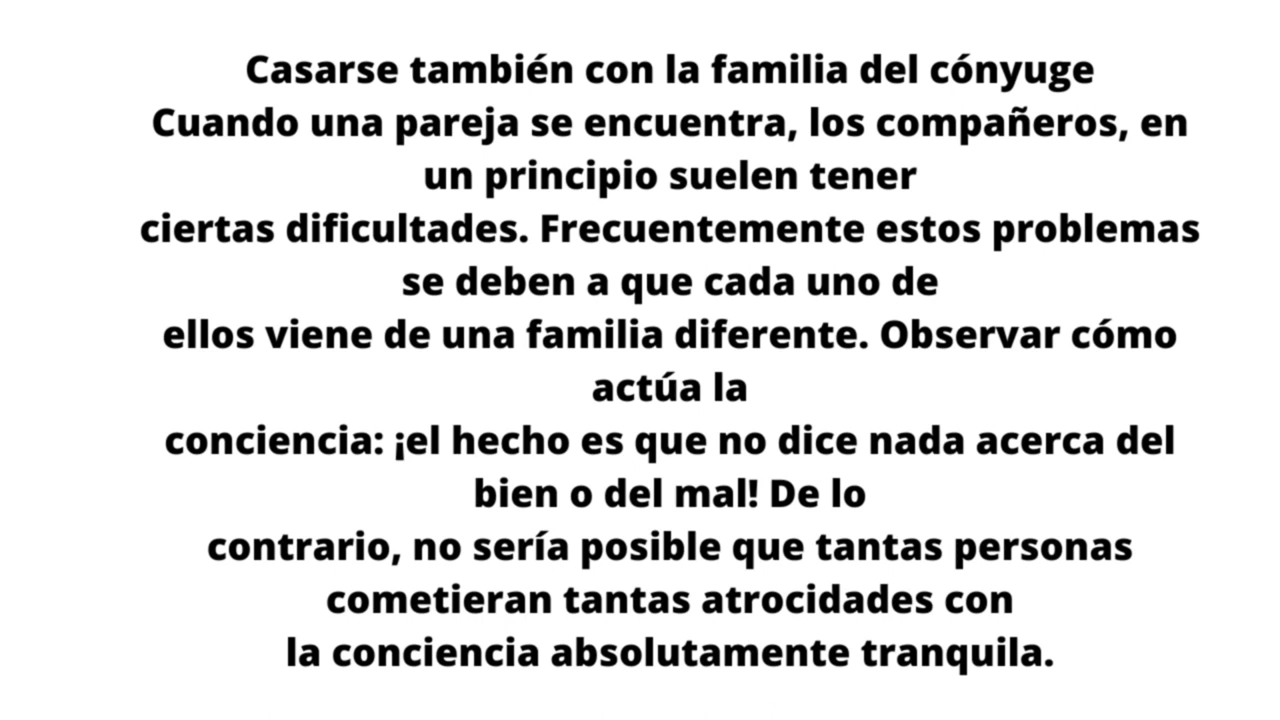 Casarse también con la familia del cónyuge
Cuando una pareja se encuentra, los compañeros, en
un principio suelen tener
ciertas dificultades. Frecuentemente estos problemas
se deben a que cada uno de
ellos viene de una familia diferente. Observar cómo
actúa la
conciencia: ¡el hecho es que no dice nada acerca del
bien o del mal! De lo
contrario, no sería posible que tantas personas
cometieran tantas atrocidades con
la conciencia absolutamente tranquila.